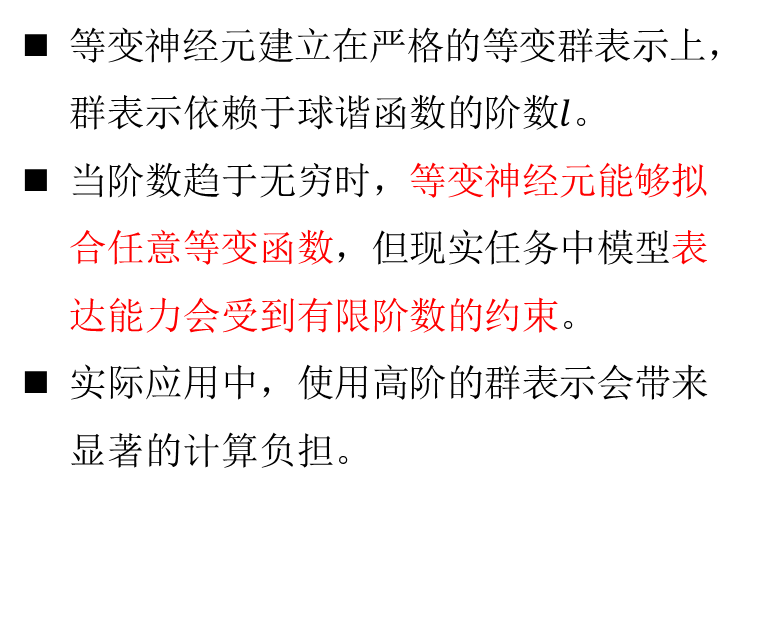 ■ 等变神经元建立在严格的等变群表示上，
群表示依赖于球谐函数的阶数l。
■ 当阶数趋于无穷时，等变神经元能够拟
合任意等变函数，但现实任务中模型表
达能力会受到有限阶数的约束。
■ 实际应用中，使用高阶的群表示会带来
显著的计算负担。